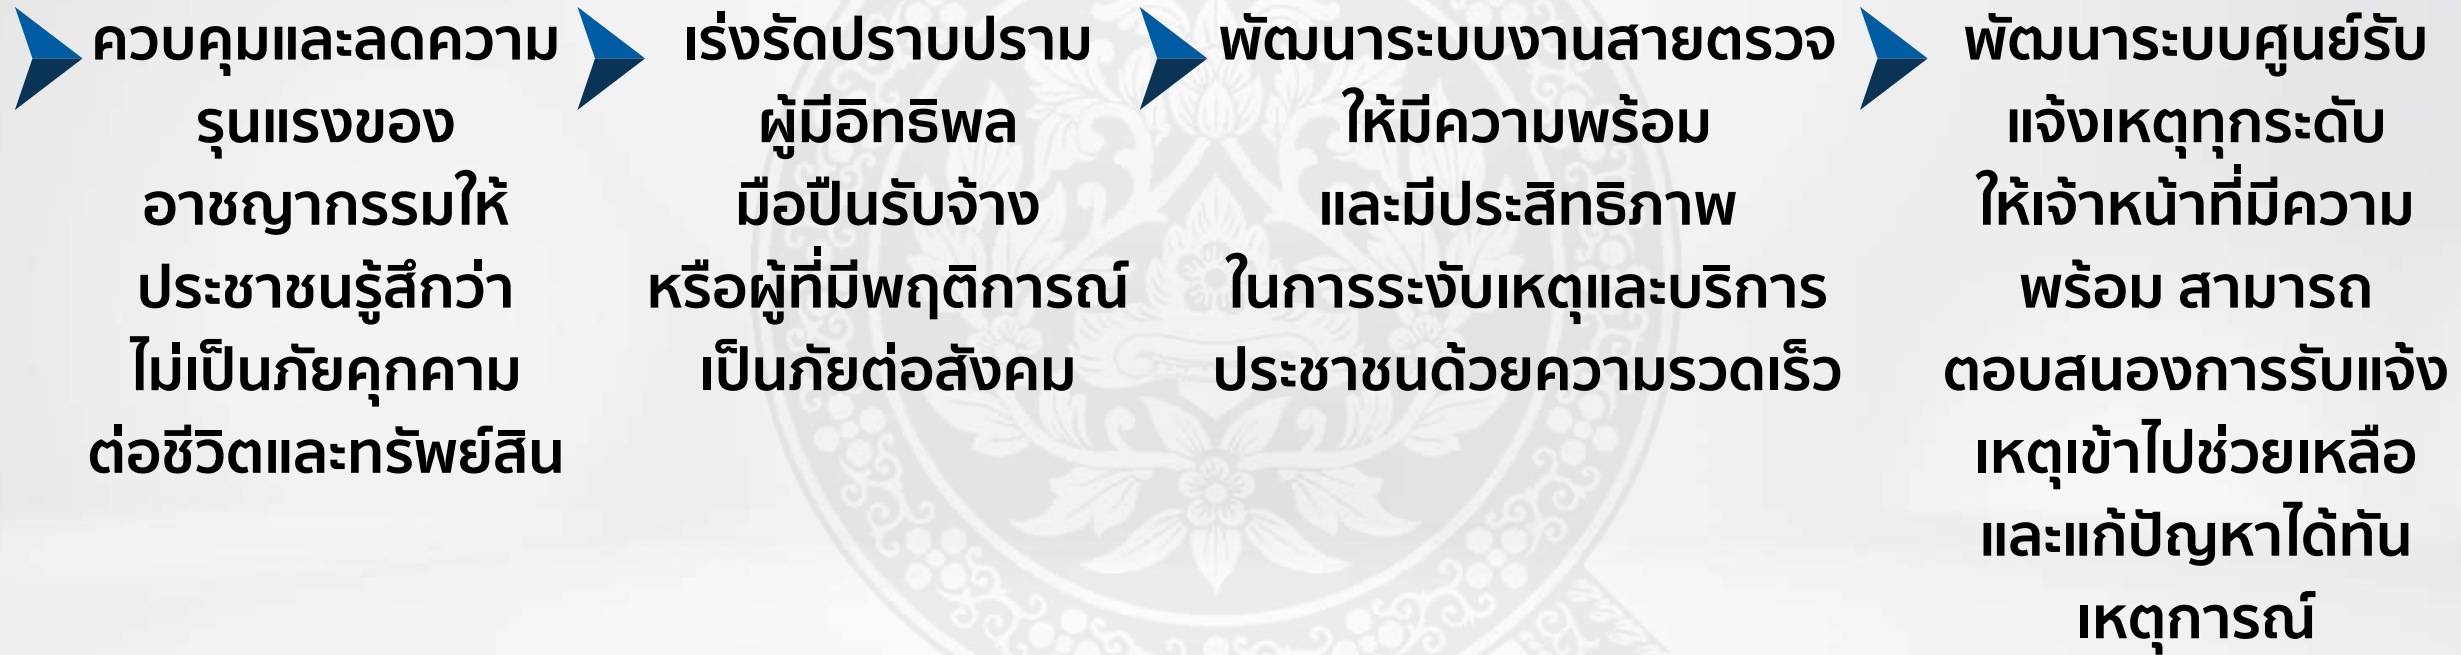 ควบคุมและลดความ
รุนแรงของ
อาชญากรรมให้
ประชาชนรู้สึกว่า
ไม่เป็นภัยคุกคาม
ต่อชีวิตและทรัพย์สิน
เร่งรัดปราบปราม
ผู้มีอิทธิพล
มือปืนรับจ้าง
หรือผู้ที่มีพฤติการณ์
เป็นภัยต่อสังคม
พัฒนาระบบงานสายตรวจ
ให้มีความพร้อม
และมีประสิทธิภาพ
ในการระงับเหตุและบริการ
ประชาชนด้วยความรวดเร็ว
พัฒนาระบบศูนย์รับ
แจ้งเหตุทุกระดับ
ให้เจ้าหน้าที่มีความ
พร้อม สามารถ
ตอบสนองการรับแจ้ง
เหตุเข้าไปช่วยเหลือ
และแก้ปัญหาได้ทัน
เหตุการณ์